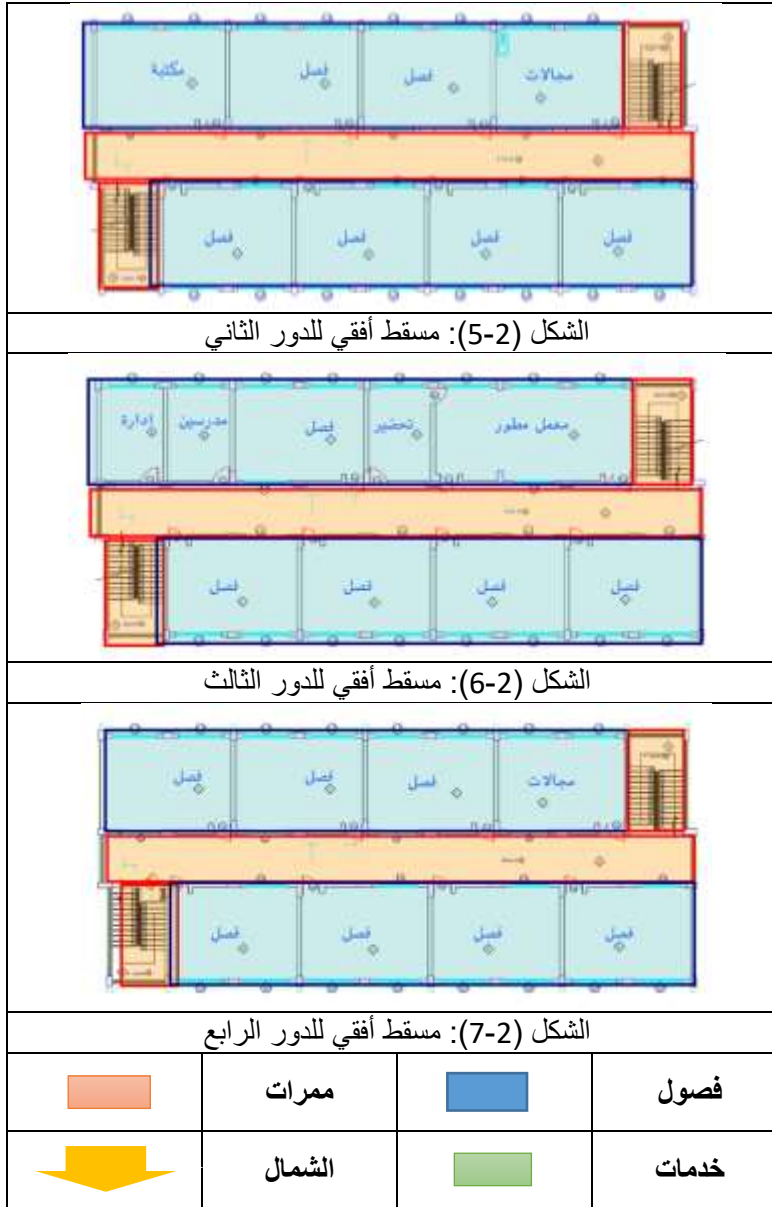 مكتبة فصل فصل مجالات
فصل فصل فصل فصل
الشكل (2-5): مسقط أفقي للدور الثاني
إدارة مدرسين فصل تحضير معمل مطور
فصل فصل فصل فصل
الشكل (2-6): مسقط أفقي للدور الثالث
فصل فصل فصل مجالات
فصل فصل فصل فصل
الشكل (2-7): مسقط أفقي للدور الرابع
فصول ممرات
خدمات الشمال